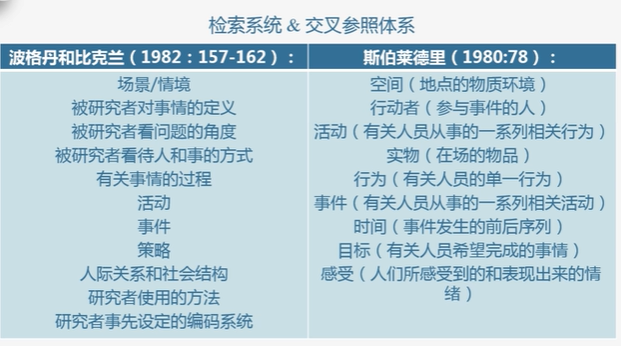 检索系统 & 交叉参照体系
波格丹和比克兰（1982：157-162）：
场景/情境
被研究者对事情的定义
被研究者看问题的角度
被研究者看待人和事的方式
有关事情的过程
活动
事件
策略
人际关系和社会结构
研究者使用的方法
研究者事先设定的编码系统
斯伯莱德里（1980:78）：
空间（地点的物质环境）
行动者（参与事件的人）
活动（有关人员从事的一系列相关行为）
实物（在场的物品）
行为（有关人员的单一行为）
事件（有关人员从事的一系列相关活动）
时间（事件发生的前后序列）
目标（有关人员希望完成的事情）
感受（人们所感受到的和表现出来的情
绪）